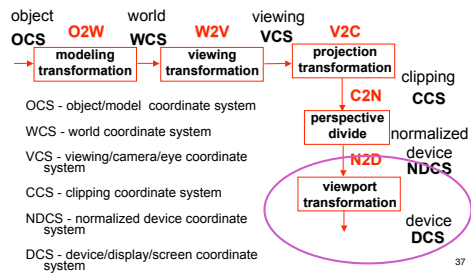 object O2W world W2V viewing V2C
OCS WCS VCS
modeling transformation
viewing transformation
projection transformation
clipping
CCS
C2N
OCS - object/model coordinate system
WCS - world coordinate system
VCS - viewing/camera/eye coordinate
system
CCS - clipping coordinate system
NDCS - normalized device coordinate
system
DCS - device/display/screen coordinate
system
perspective
divide
normalized
N2D
device
NDCS
viewport
transformation
device
DCS
37